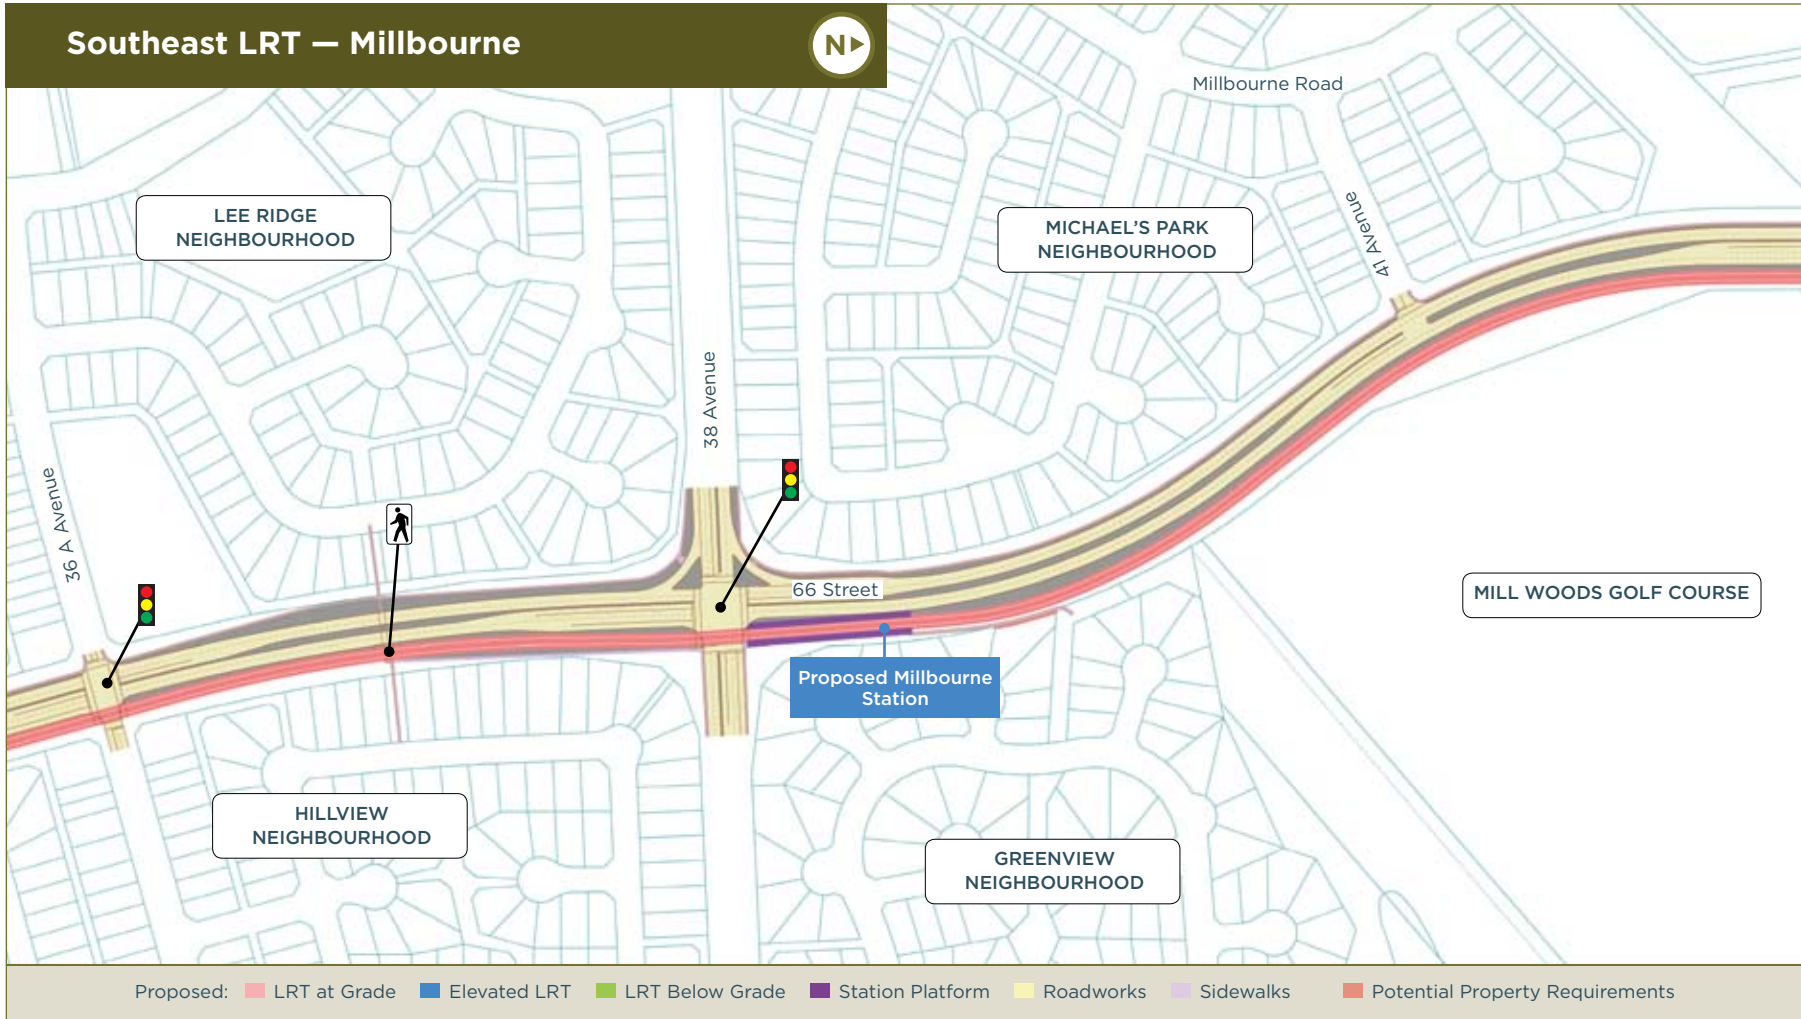 Southeast LRT — Millbourne
N
Millbourne Road
LEE RIDGE
NEIGHBOURHOOD
MICHAEL'S PARK
NEIGHBOURHOOD
41 Avenue
38 Avenue
36 A Avenue
66 Street
MILL WOODS GOLF COURSE
Proposed Millbourne
Station
HILLVIEW
NEIGHBOURHOOD
GREENVIEW
NEIGHBOURHOOD
Proposed: LRT at Grade Elevated LRT LRT Below Grade Station Platform Roadworks Sidewalks Potential Property Requirements